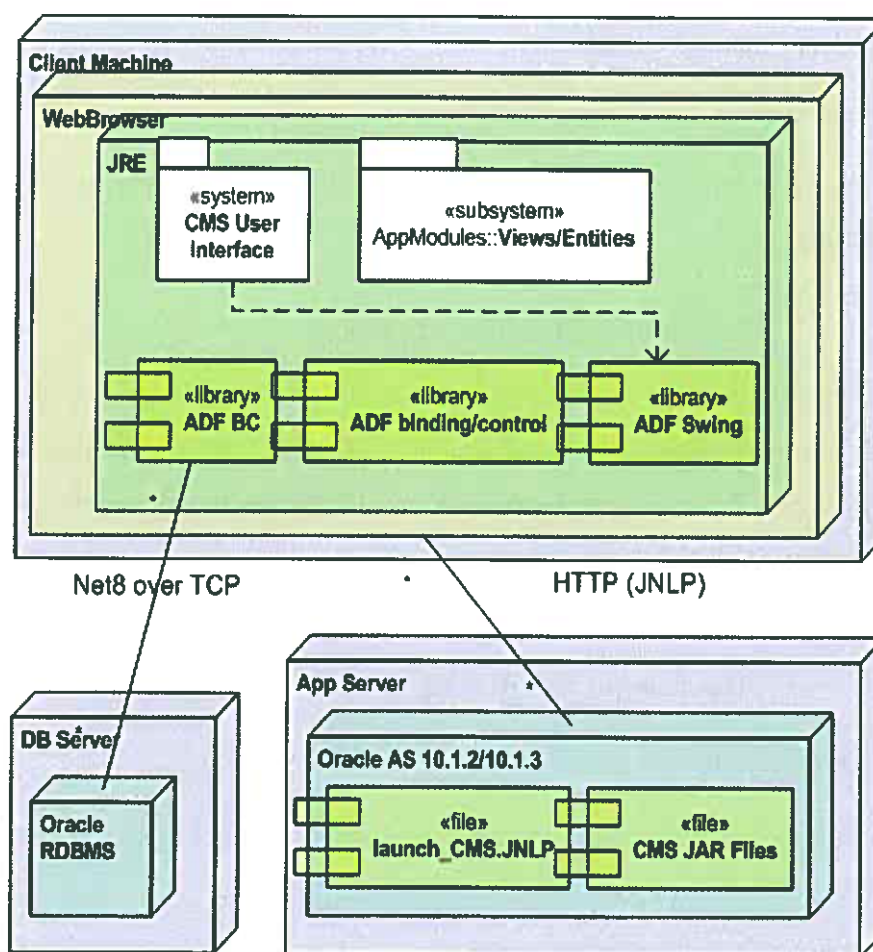 Client Machine
WebBrowser
JRE
«system»
CMS User
Interface
«subsystem»
AppModules::Views/Entities
«library»
ADF BC
«library»
ADF binding/control
«library»
ADF Swing
*
Net8 over TCP
*
HTTP (JNLP)
App Server
*
DB Server
*
Oracle AS 10.1.2/10.1.3
Oracle
RDBMS
«file»
launch_CMS.JNLP
«file»
CMS JAR Files